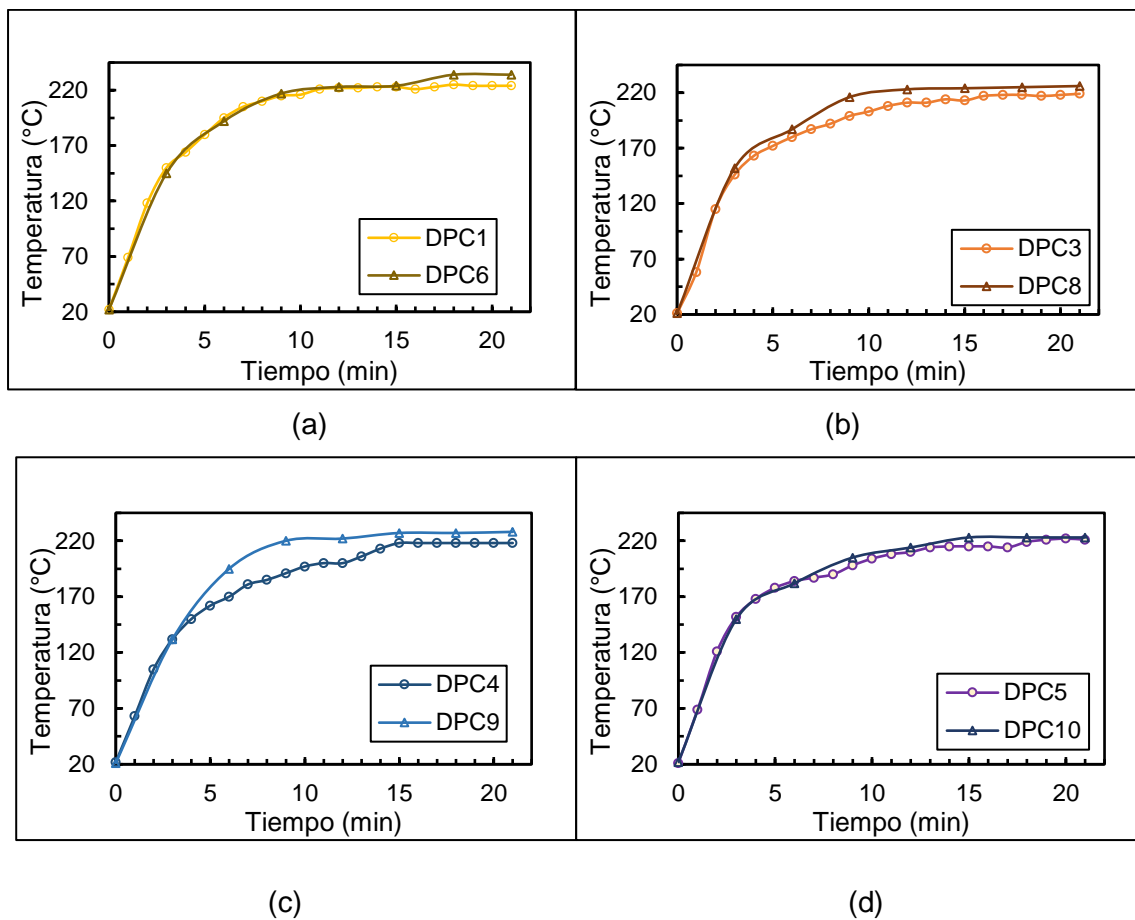 220
170
120
70
20
Temperatura (°C)
DPC1
DPC6
0 5 10 15 20
Tiempo (min)
(a)
220
170
120
70
20
Temperatura (°C)
DPC3
DPC8
0 5 10 15 20
Tiempo (min)
(b)
220
170
120
70
20
Temperatura (°C)
DPC4
DPC9
0 5 10 15 20
Tiempo (min)
(c)
220
170
120
70
20
Temperatura (°C)
DPC5
DPC10
0 5 10 15 20
Tiempo (min)
(d)